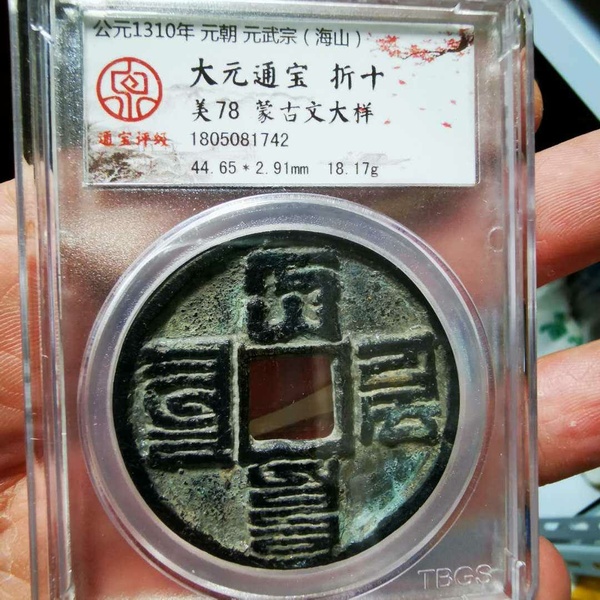 公元1310年 元朝 元武宗（海山）
大元通宝 折十
美78 蒙古文大样
通宝评级
1805081742
44.65*2.91mm 18.17g
TBGS